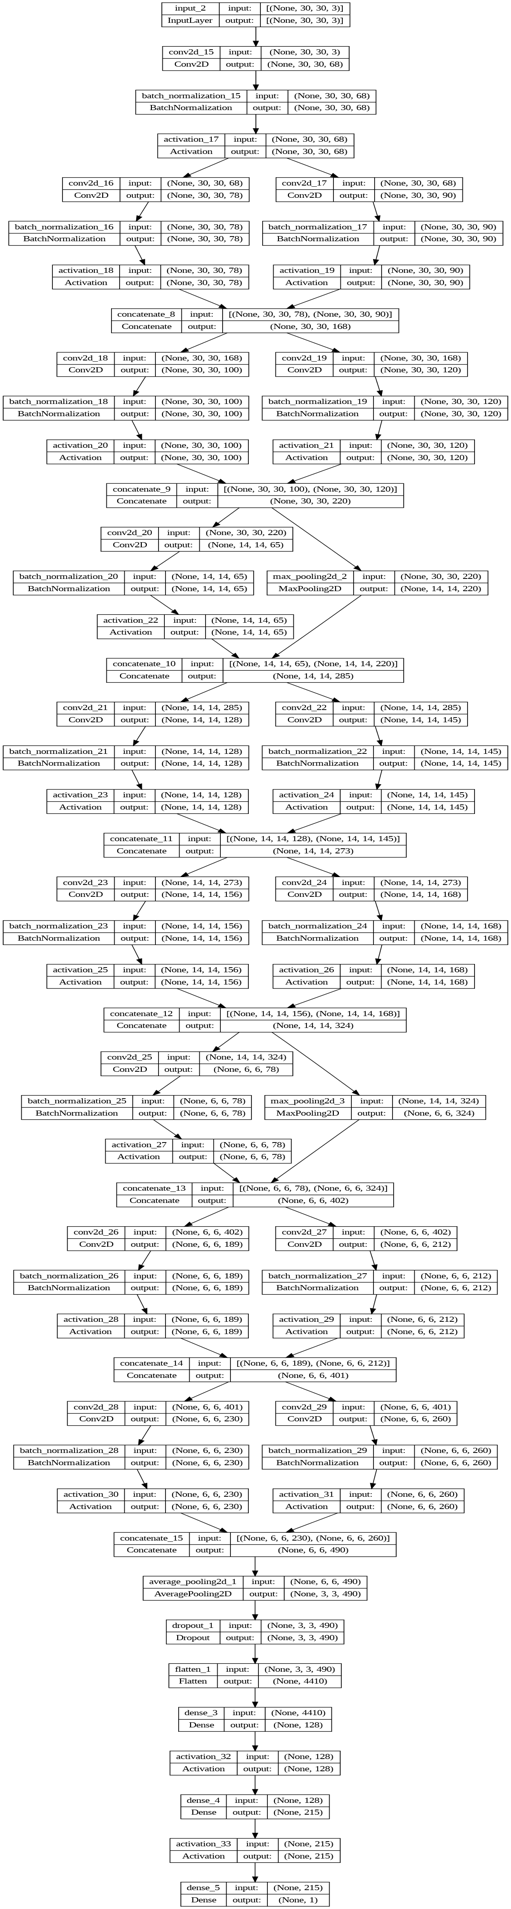 input_2 input: [(None, 30, 30, 3)]
InputLayer output: [(None, 30, 30, 3)]
conv2d_15 input: (None, 30, 30, 3)
Conv2D output: (None, 30, 30, 68)
batch_normalization_15 input: (None, 30, 30, 68)
BatchNormalization output: (None, 30, 30, 68)
activation_17 input: (None, 30, 30, 68)
Activation output: (None, 30, 30, 68)
conv2d_16 input: (None, 30, 30, 68)
Conv2D output: (None, 30, 30, 78)
conv2d_17 input: (None, 30, 30, 68)
Conv2D output: (None, 30, 30, 90)
batch_normalization_16 input: (None, 30, 30, 78)
BatchNormalization output: (None, 30, 30, 78)
batch_normalization_17 input: (None, 30, 30, 90)
BatchNormalization output: (None, 30, 30, 90)
activation_18 input: (None, 30, 30, 78)
Activation output: (None, 30, 30, 78)
activation_19 input: (None, 30, 30, 90)
Activation output: (None, 30, 30, 90)
concatenate_8 input: [(None, 30, 30, 78), (None, 30, 30, 90)]
Concatenate output: (None, 30, 30, 168)
conv2d_18 input: (None, 30, 30, 168)
Conv2D output: (None, 30, 30, 100)
conv2d_19 input: (None, 30, 30, 168)
Conv2D output: (None, 30, 30, 120)
batch_normalization_18 input: (None, 30, 30, 100)
BatchNormalization output: (None, 30, 30, 100)
batch_normalization_19 input: (None, 30, 30, 120)
BatchNormalization output: (None, 30, 30, 120)
activation_20 input: (None, 30, 30, 100)
Activation output: (None, 30, 30, 100)
activation_21 input: (None, 30, 30, 120)
Activation output: (None, 30, 30, 120)
concatenate_9 input: [(None, 30, 30, 100), (None, 30, 30, 120)]
Concatenate output: (None, 30, 30, 220)
conv2d_20 input: (None, 30, 30, 220)
Conv2D output: (None, 14, 14, 65)
batch_normalization_20 input: (None, 14, 14, 65)
BatchNormalization output: (None, 14, 14, 65)
max_pooling2d_2 input: (None, 30, 30, 220)
MaxPooling2D output: (None, 14, 14, 220)
activation_22 input: (None, 14, 14, 65)
Activation output: (None, 14, 14, 65)
concatenate_10 input: [(None, 14, 14, 65), (None, 14, 14, 220)]
Concatenate output: (None, 14, 14, 285)
conv2d_21 input: (None, 14, 14, 285)
Conv2D output: (None, 14, 14, 128)
conv2d_22 input: (None, 14, 14, 285)
Conv2D output: (None, 14, 14, 145)
batch_normalization_21 input: (None, 14, 14, 128)
BatchNormalization output: (None, 14, 14, 128)
batch_normalization_22 input: (None, 14, 14, 145)
BatchNormalization output: (None, 14, 14, 145)
activation_23 input: (None, 14, 14, 128)
Activation output: (None, 14, 14, 128)
activation_24 input: (None, 14, 14, 145)
Activation output: (None, 14, 14, 145)
concatenate_11 input: [(None, 14, 14, 128), (None, 14, 14, 145)]
Concatenate output: (None, 14, 14, 273)
conv2d_23 input: (None, 14, 14, 273)
Conv2D output: (None, 14, 14, 156)
conv2d_24 input: (None, 14, 14, 273)
Conv2D output: (None, 14, 14, 168)
batch_normalization_23 input: (None, 14, 14, 156)
BatchNormalization output: (None, 14, 14, 156)
batch_normalization_24 input: (None, 14, 14, 168)
BatchNormalization output: (None, 14, 14, 168)
activation_25 input: (None, 14, 14, 156)
Activation output: (None, 14, 14, 156)
activation_26 input: (None, 14, 14, 168)
Activation output: (None, 14, 14, 168)
concatenate_12 input: [(None, 14, 14, 156), (None, 14, 14, 168)]
Concatenate output: (None, 14, 14, 324)
conv2d_25 input: (None, 14, 14, 324)
Conv2D output: (None, 6, 6, 78)
batch_normalization_25 input: (None, 6, 6, 78)
BatchNormalization output: (None, 6, 6, 78)
max_pooling2d_3 input: (None, 14, 14, 324)
MaxPooling2D output: (None, 6, 6, 324)
activation_27 input: (None, 6, 6, 78)
Activation output: (None, 6, 6, 78)
concatenate_13 input: [(None, 6, 6, 78), (None, 6, 6, 324)]
Concatenate output: (None, 6, 6, 402)
conv2d_26 input: (None, 6, 6, 402)
Conv2D output: (None, 6, 6, 189)
conv2d_27 input: (None, 6, 6, 402)
Conv2D output: (None, 6, 6, 212)
batch_normalization_26 input: (None, 6, 6, 189)
BatchNormalization output: (None, 6, 6, 189)
batch_normalization_27 input: (None, 6, 6, 212)
BatchNormalization output: (None, 6, 6, 212)
activation_28 input: (None, 6, 6, 189)
Activation output: (None, 6, 6, 189)
activation_29 input: (None, 6, 6, 212)
Activation output: (None, 6, 6, 212)
concatenate_14 input: [(None, 6, 6, 189), (None, 6, 6, 212)]
Concatenate output: (None, 6, 6, 401)
conv2d_28 input: (None, 6, 6, 401)
Conv2D output: (None, 6, 6, 230)
conv2d_29 input: (None, 6, 6, 401)
Conv2D output: (None, 6, 6, 260)
batch_normalization_28 input: (None, 6, 6, 230)
BatchNormalization output: (None, 6, 6, 230)
batch_normalization_29 input: (None, 6, 6, 260)
BatchNormalization output: (None, 6, 6, 260)
activation_30 input: (None, 6, 6, 230)
Activation output: (None, 6, 6, 230)
activation_31 input: (None, 6, 6, 260)
Activation output: (None, 6, 6, 260)
concatenate_15 input: [(None, 6, 6, 230), (None, 6, 6, 260)]
Concatenate output: (None, 6, 6, 490)
average_pooling2d_1 input: (None, 6, 6, 490)
AveragePooling2D output: (None, 3, 3, 490)
dropout_1 input: (None, 3, 3, 490)
Dropout output: (None, 3, 3, 490)
flatten_1 input: (None, 3, 3, 490)
Flatten output: (None, 4410)
dense_3 input: (None, 4410)
Dense output: (None, 128)
activation_32 input: (None, 128)
Activation output: (None, 128)
dense_4 input: (None, 128)
Dense output: (None, 215)
activation_33 input: (None, 215)
Activation output: (None, 215)
dense_5 input: (None, 215)
Dense output: (None, 1)